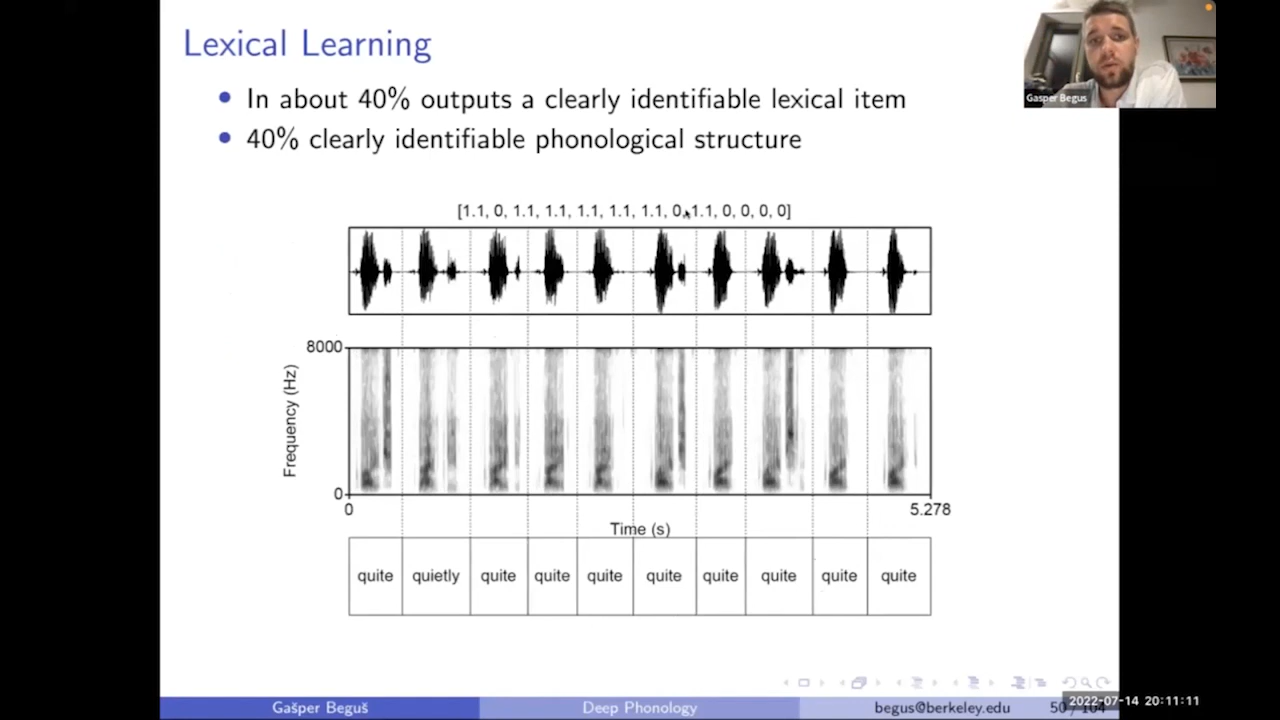 Lexical Learning
In about 40% outputs a clearly identifiable lexical item
40% clearly identifiable phonological structure
Gasper Begus
[1.1, 0, 1.1, 1.1, 1.1, 1.1, 1.1, 0, 1.1, 0, 0, 0, 0]
8000
Frequency (Hz)
0
0
5.278
Time (s)
quite quietly quite quite quite quite quite quite quite quite
Gašper Beguš
Deep Phonology
begus@berkeley.edu
50 / 104
2022-07-14 20:11:11